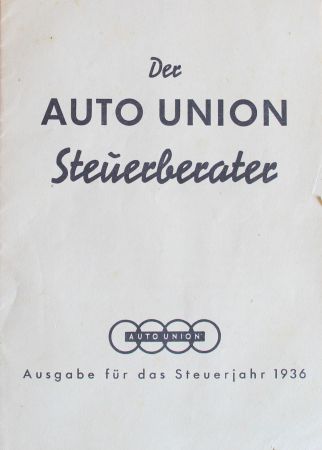 Der
AUTO UNION
Steuerberater
AUTO UNION
Ausgabe für das Steuerjahr 1936